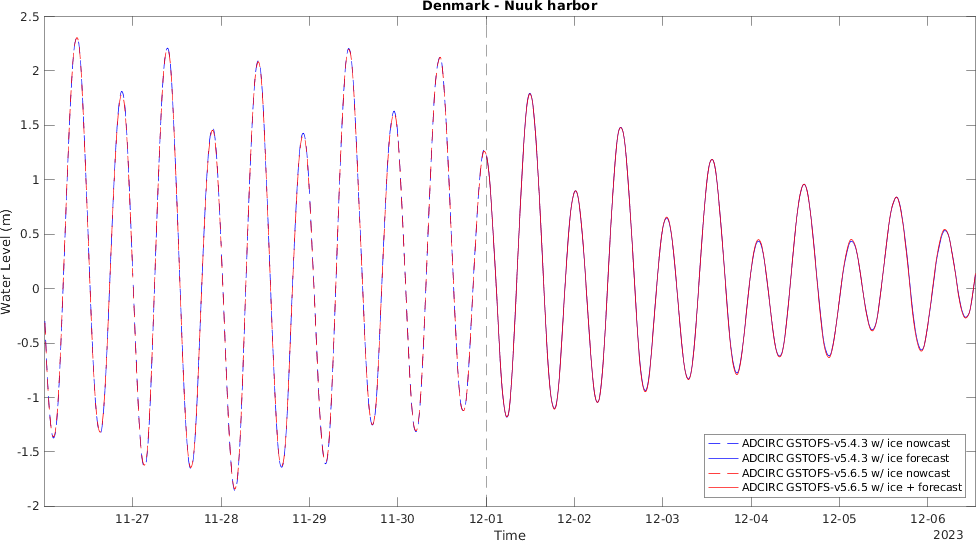 Denmark - Nuuk harbor
2.5
2
1.5
1
0.5
0
-0.5
-1
-1.5
-2
Water Level (m)
ADCIRC GSTOFS-v5.4.3 w/ ice nowcast
ADCIRC GSTOFS-v5.4.3 w/ ice forecast
ADCIRC GSTOFS-v5.6.5 w/ ice nowcast
ADCIRC GSTOFS-v5.6.5 w/ ice + forecast
11-27 11-28 11-29 11-30 12-01 12-02 12-03 12-04 12-05 12-06
Time 2023